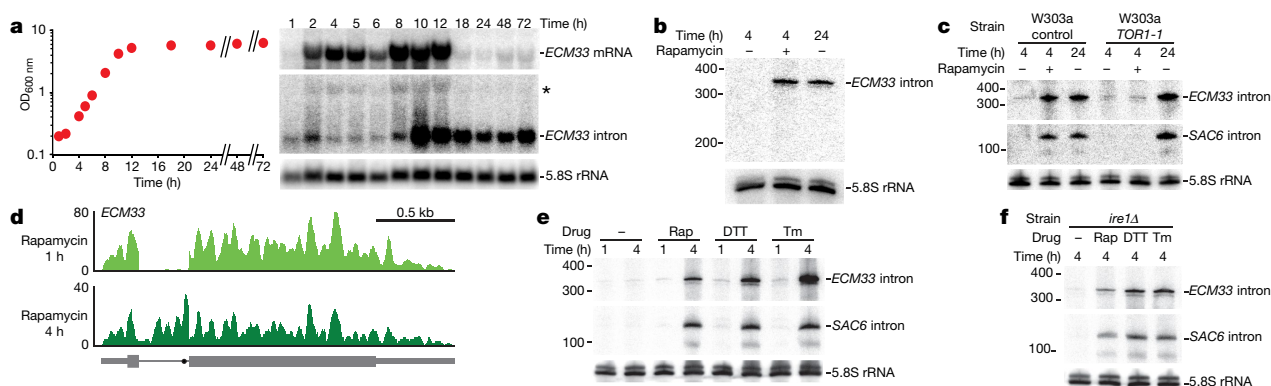 a
10
1
0.1
OD600 nm
0 4 8 12 16 20 24 48 72
Time (h)
1 2 4 5 6 8 10 12 18 24 48 72 Time (h)
ECM33 mRNA
*
ECM33 intron
5.8S rRNA
b
Time (h) 4 4 24
Rapamycin – + –
400
300
200
ECM33 intron
5.8S rRNA
c
Strain W303a control W303a TOR1-1
Time (h) 4 4 24 4 4 24
Rapamycin – + – – + –
400
300
ECM33 intron
SAC6 intron
100
5.8S rRNA
d
ECM33
0.5 kb
Rapamycin 1 h
80
0
Rapamycin 4 h
40
0
e
Drug – Rap DTT Tm
Time (h) 1 4 1 4 1 4 1 4
400
300
ECM33 intron
SAC6 intron
100
5.8S rRNA
f
Strain ire1Δ
Drug – Rap DTT Tm
Time (h) 4 4 4 4
400
300
ECM33 intron
SAC6 intron
100
5.8S rRNA